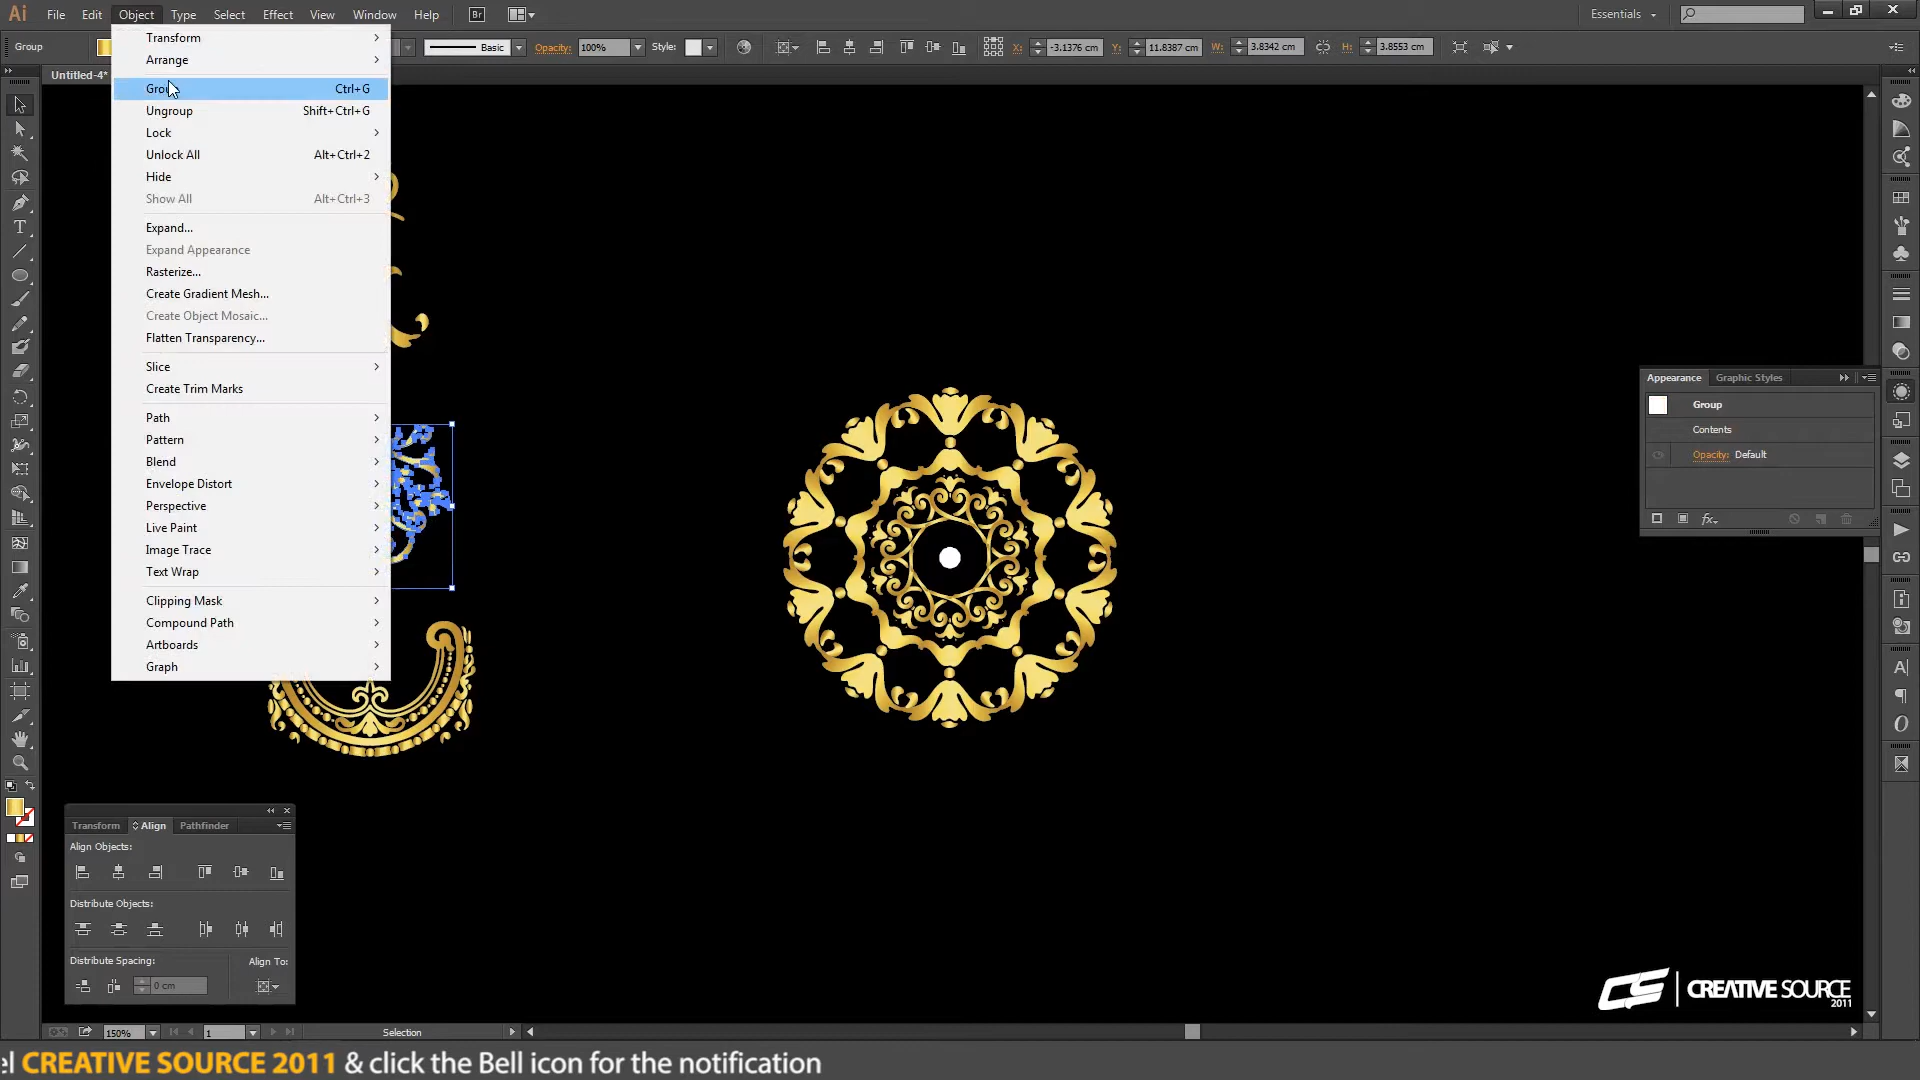 Ai File Edit Object Type Select Effect View Window Help Br Essentials
Group Basic Opacity: 100% Style: X: -3.1376 cm Y: 11.8387 cm W: 3.8342 cm H: 3.8553 cm
Untitled-4*
Transform
Arrange
Group Ctrl+G
Ungroup Shift+Ctrl+G
Lock
Unlock All Alt+Ctrl+2
Hide
Show All Alt+Ctrl+3
Expand...
Expand Appearance
Rasterize...
Create Gradient Mesh...
Create Object Mosaic...
Flatten Transparency...
Slice
Create Trim Marks
Path
Pattern
Blend
Envelope Distort
Perspective
Live Paint
Image Trace
Text Wrap
Clipping Mask
Compound Path
Artboards
Graph
Appearance Graphic Styles
Group
Contents
Opacity: Default
fx
Transform Align Pathfinder
Align Objects:
Distribute Objects:
Distribute Spacing: Align To:
0 cm
150% 1 Selection
CS CREATIVE SOURCE
2011
el CREATIVE SOURCE 2011 & click the Bell icon for the notification